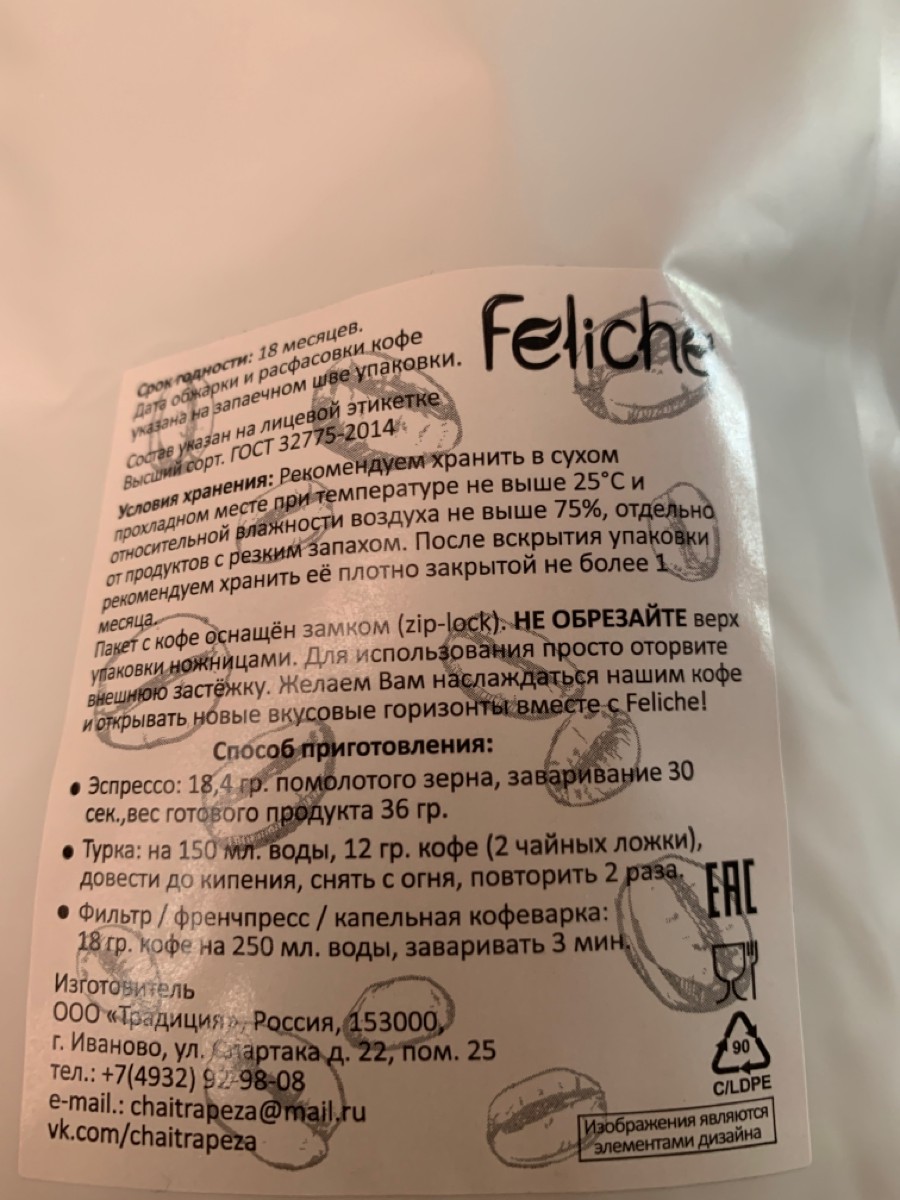 Feliche
Срок годности: 18 месяцев.
Дата обжарки и расфасовки кофе
указана на запаечном шве упаковки.
Состав указан на лицевой этикетке
Высший сорт. ГОСТ 32775-2014
Условия хранения: Рекомендуем хранить в сухом
прохладном месте при температуре не выше 25°С и
относительной влажности воздуха не выше 75%, отдельно
от продуктов с резким запахом. После вскрытия упаковки
рекомендуем хранить её плотно закрытой не более 1
месяца.
Пакет с кофе оснащён замком (zip-lock). НЕ ОБРЕЗАЙТЕ верх
упаковки ножницами. Для использования просто оторвите
внешнюю застёжку. Желаем Вам наслаждаться нашим кофе
и открывать новые вкусовые горизонты вместе с Feliche!
Способ приготовления:
• Эспрессо: 18,4 гр. помолотого зерна, заваривание 30
сек.,вес готового продукта 36 гр.
• Турка: на 150 мл. воды, 12 гр. кофе (2 чайных ложки),
довести до кипения, снять с огня, повторить 2 раза.
• Фильтр / френчпресс / капельная кофеварка:
18 гр. кофе на 250 мл. воды, заваривать 3 мин.
EAC
Изготовитель
ООО «Традиция», Россия, 153000,
г. Иваново, ул. Спартака д. 22, пом. 25
тел.: +7(4932) 92-98-08
e-mail.: chaitrapeza@mail.ru
vk.com/chaitrapeza
90
C/LDPE
Изображения являются
элементами дизайна